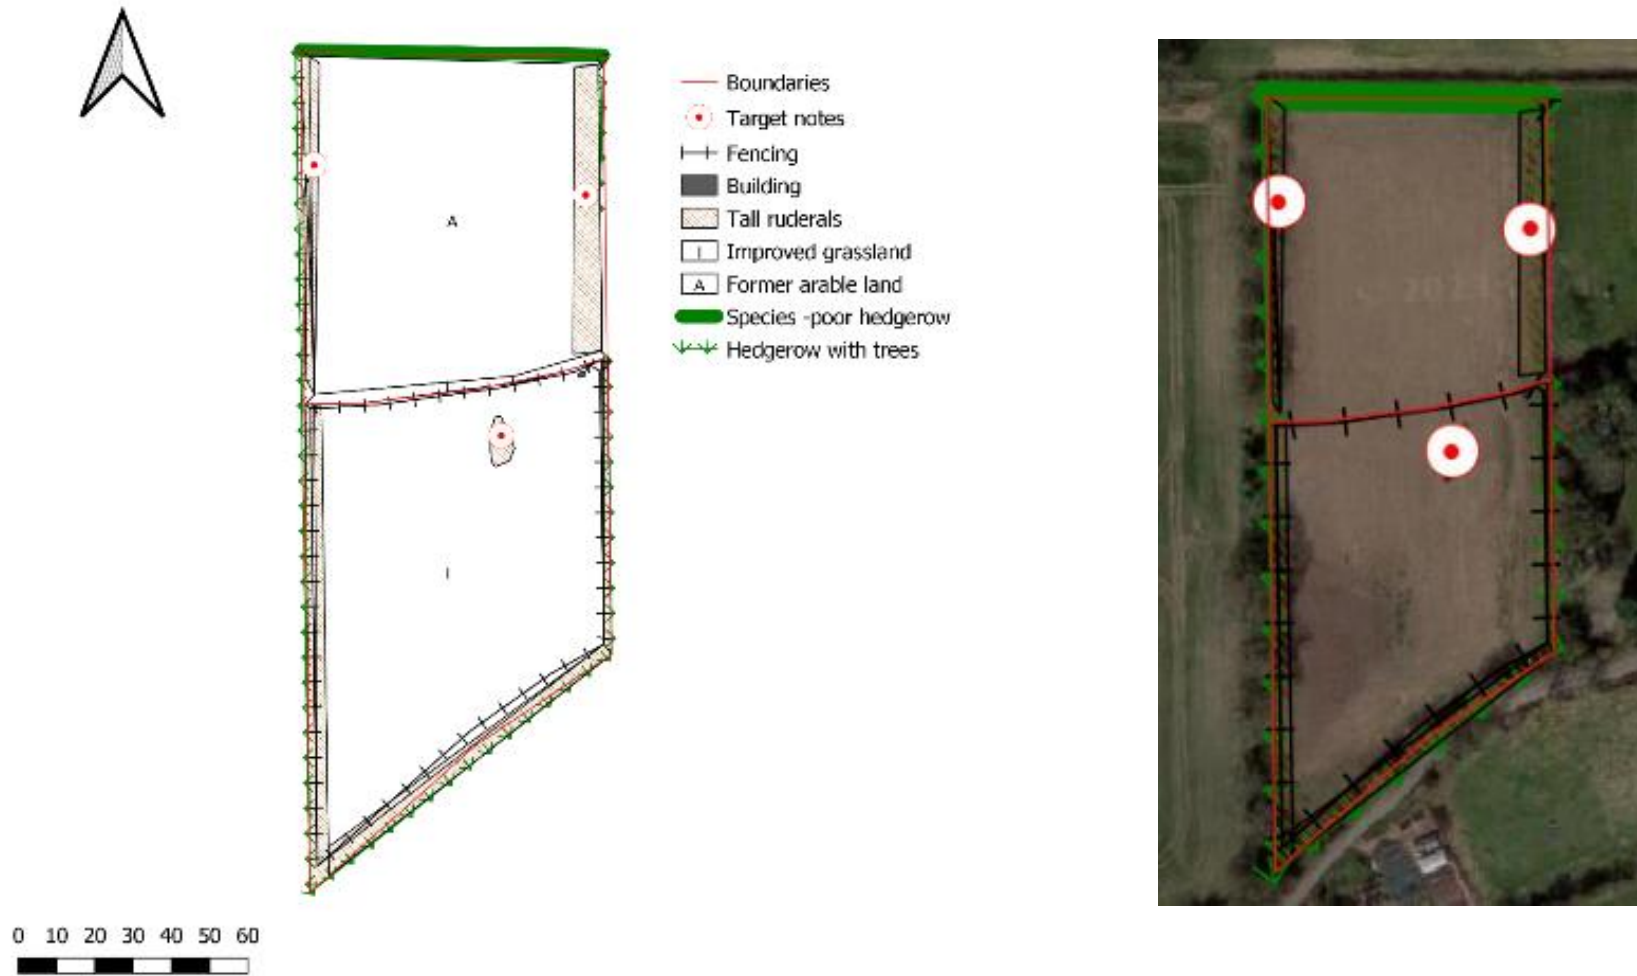 Boundaries
Target notes
Fencing
Building
Tall ruderals
I Improved grassland
A Former arable land
Species -poor hedgerow
Hedgerow with trees
A
I
I
0 10 20 30 40 50 60